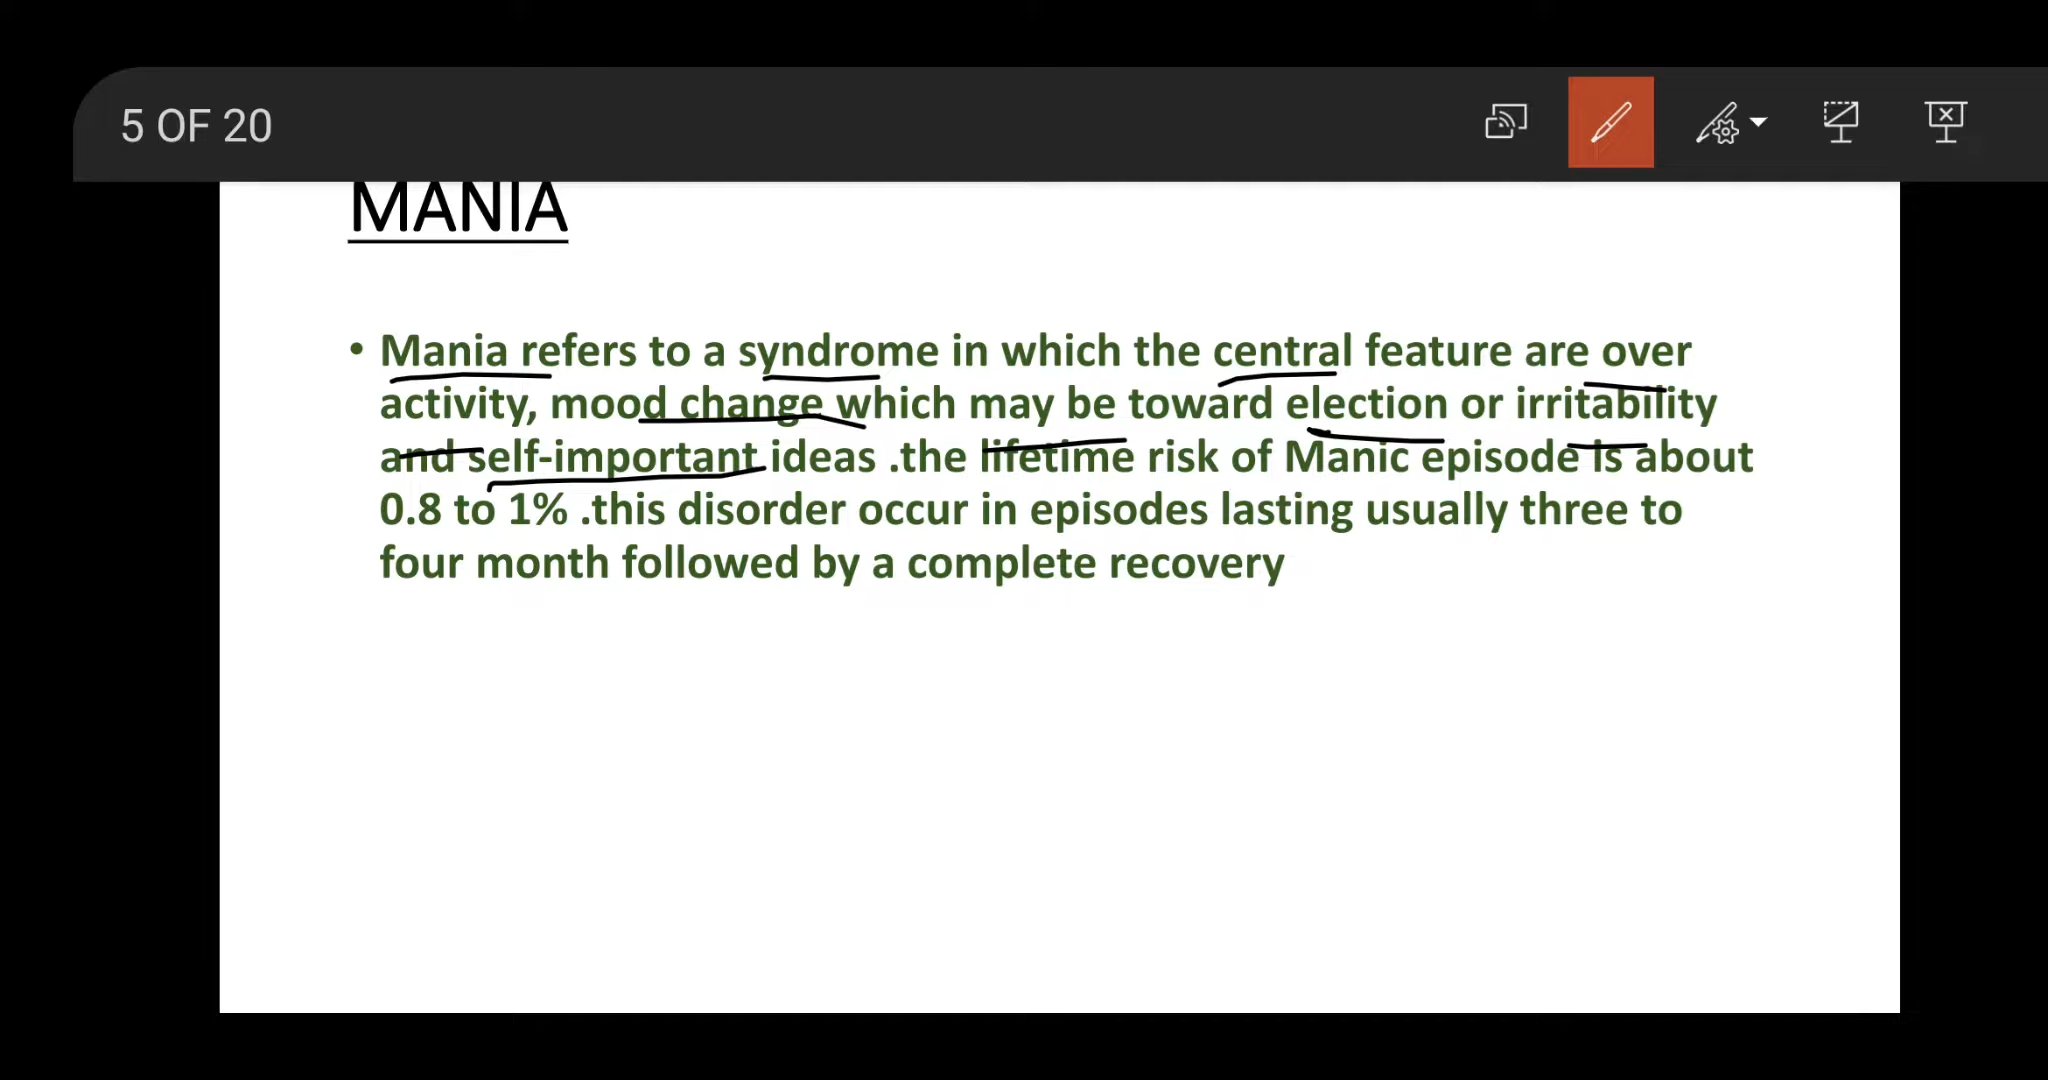 5 OF 20
MANIA
• Mania refers to a syndrome in which the central feature are over
activity, mood change which may be toward election or irritability
and self-important ideas .the lifetime risk of Manic episode is about
0.8 to 1% .this disorder occur in episodes lasting usually three to
four month followed by a complete recovery